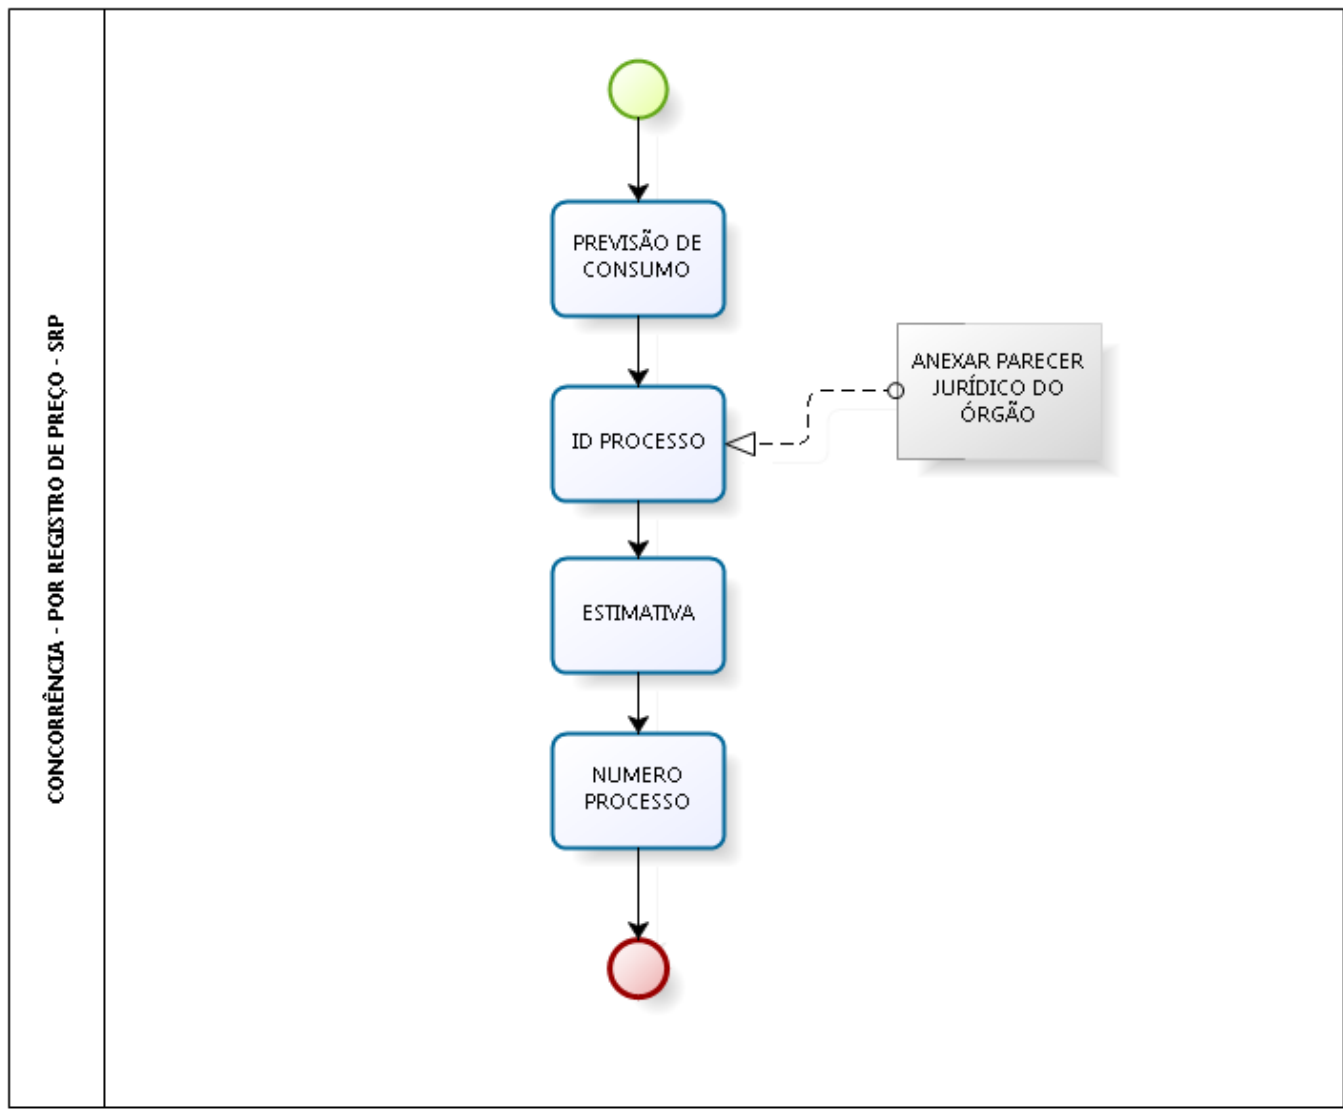 CONCORRÊNCIA - POR REGISTRO DE PREÇO - SRP
PREVISÃO DE
CONSUMO
ID PROCESSO
ANEXAR PARECER
JURÍDICO DO
ÓRGÃO
ESTIMATIVA
NUMERO
PROCESSO